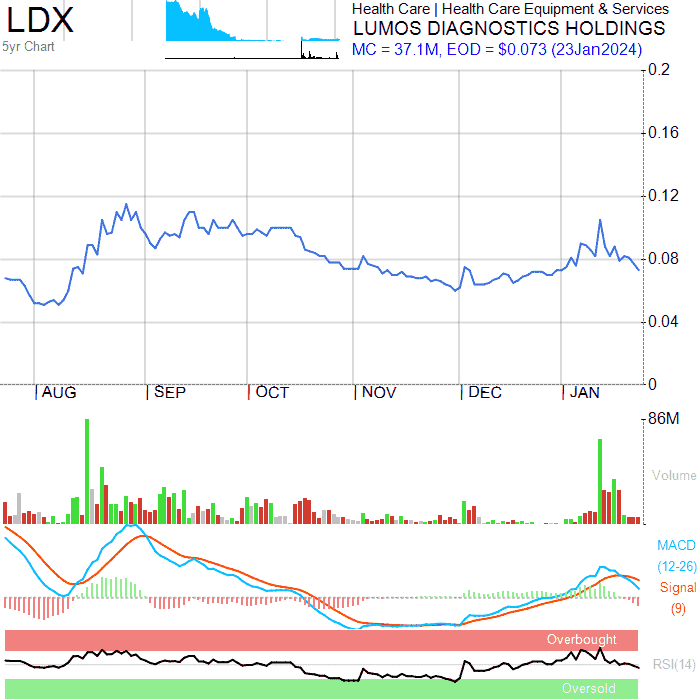 LDX
5yr Chart
Health Care | Health Care Equipment & Services
LUMOS DIAGNOSTICS HOLDINGS
MC = 37.1M, EOD = $0.073 (23Jan2024)
0.2
0.16
0.12
0.08
0.04
0
AUG SEP OCT NOV DEC JAN
86M
Volume
MACD
(12-26)
Signal
(9)
Overbought
RSI(14)
Oversold